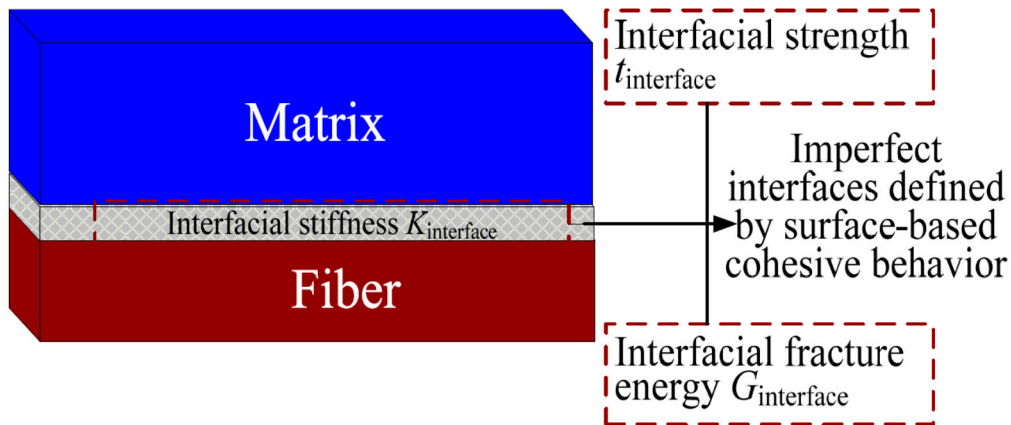 Matrix
Interfacial stiffness K_interface
Fiber
Interfacial strength
t_interface
Imperfect
interfaces defined
by surface-based
cohesive behavior
Interfacial fracture
energy G_interface